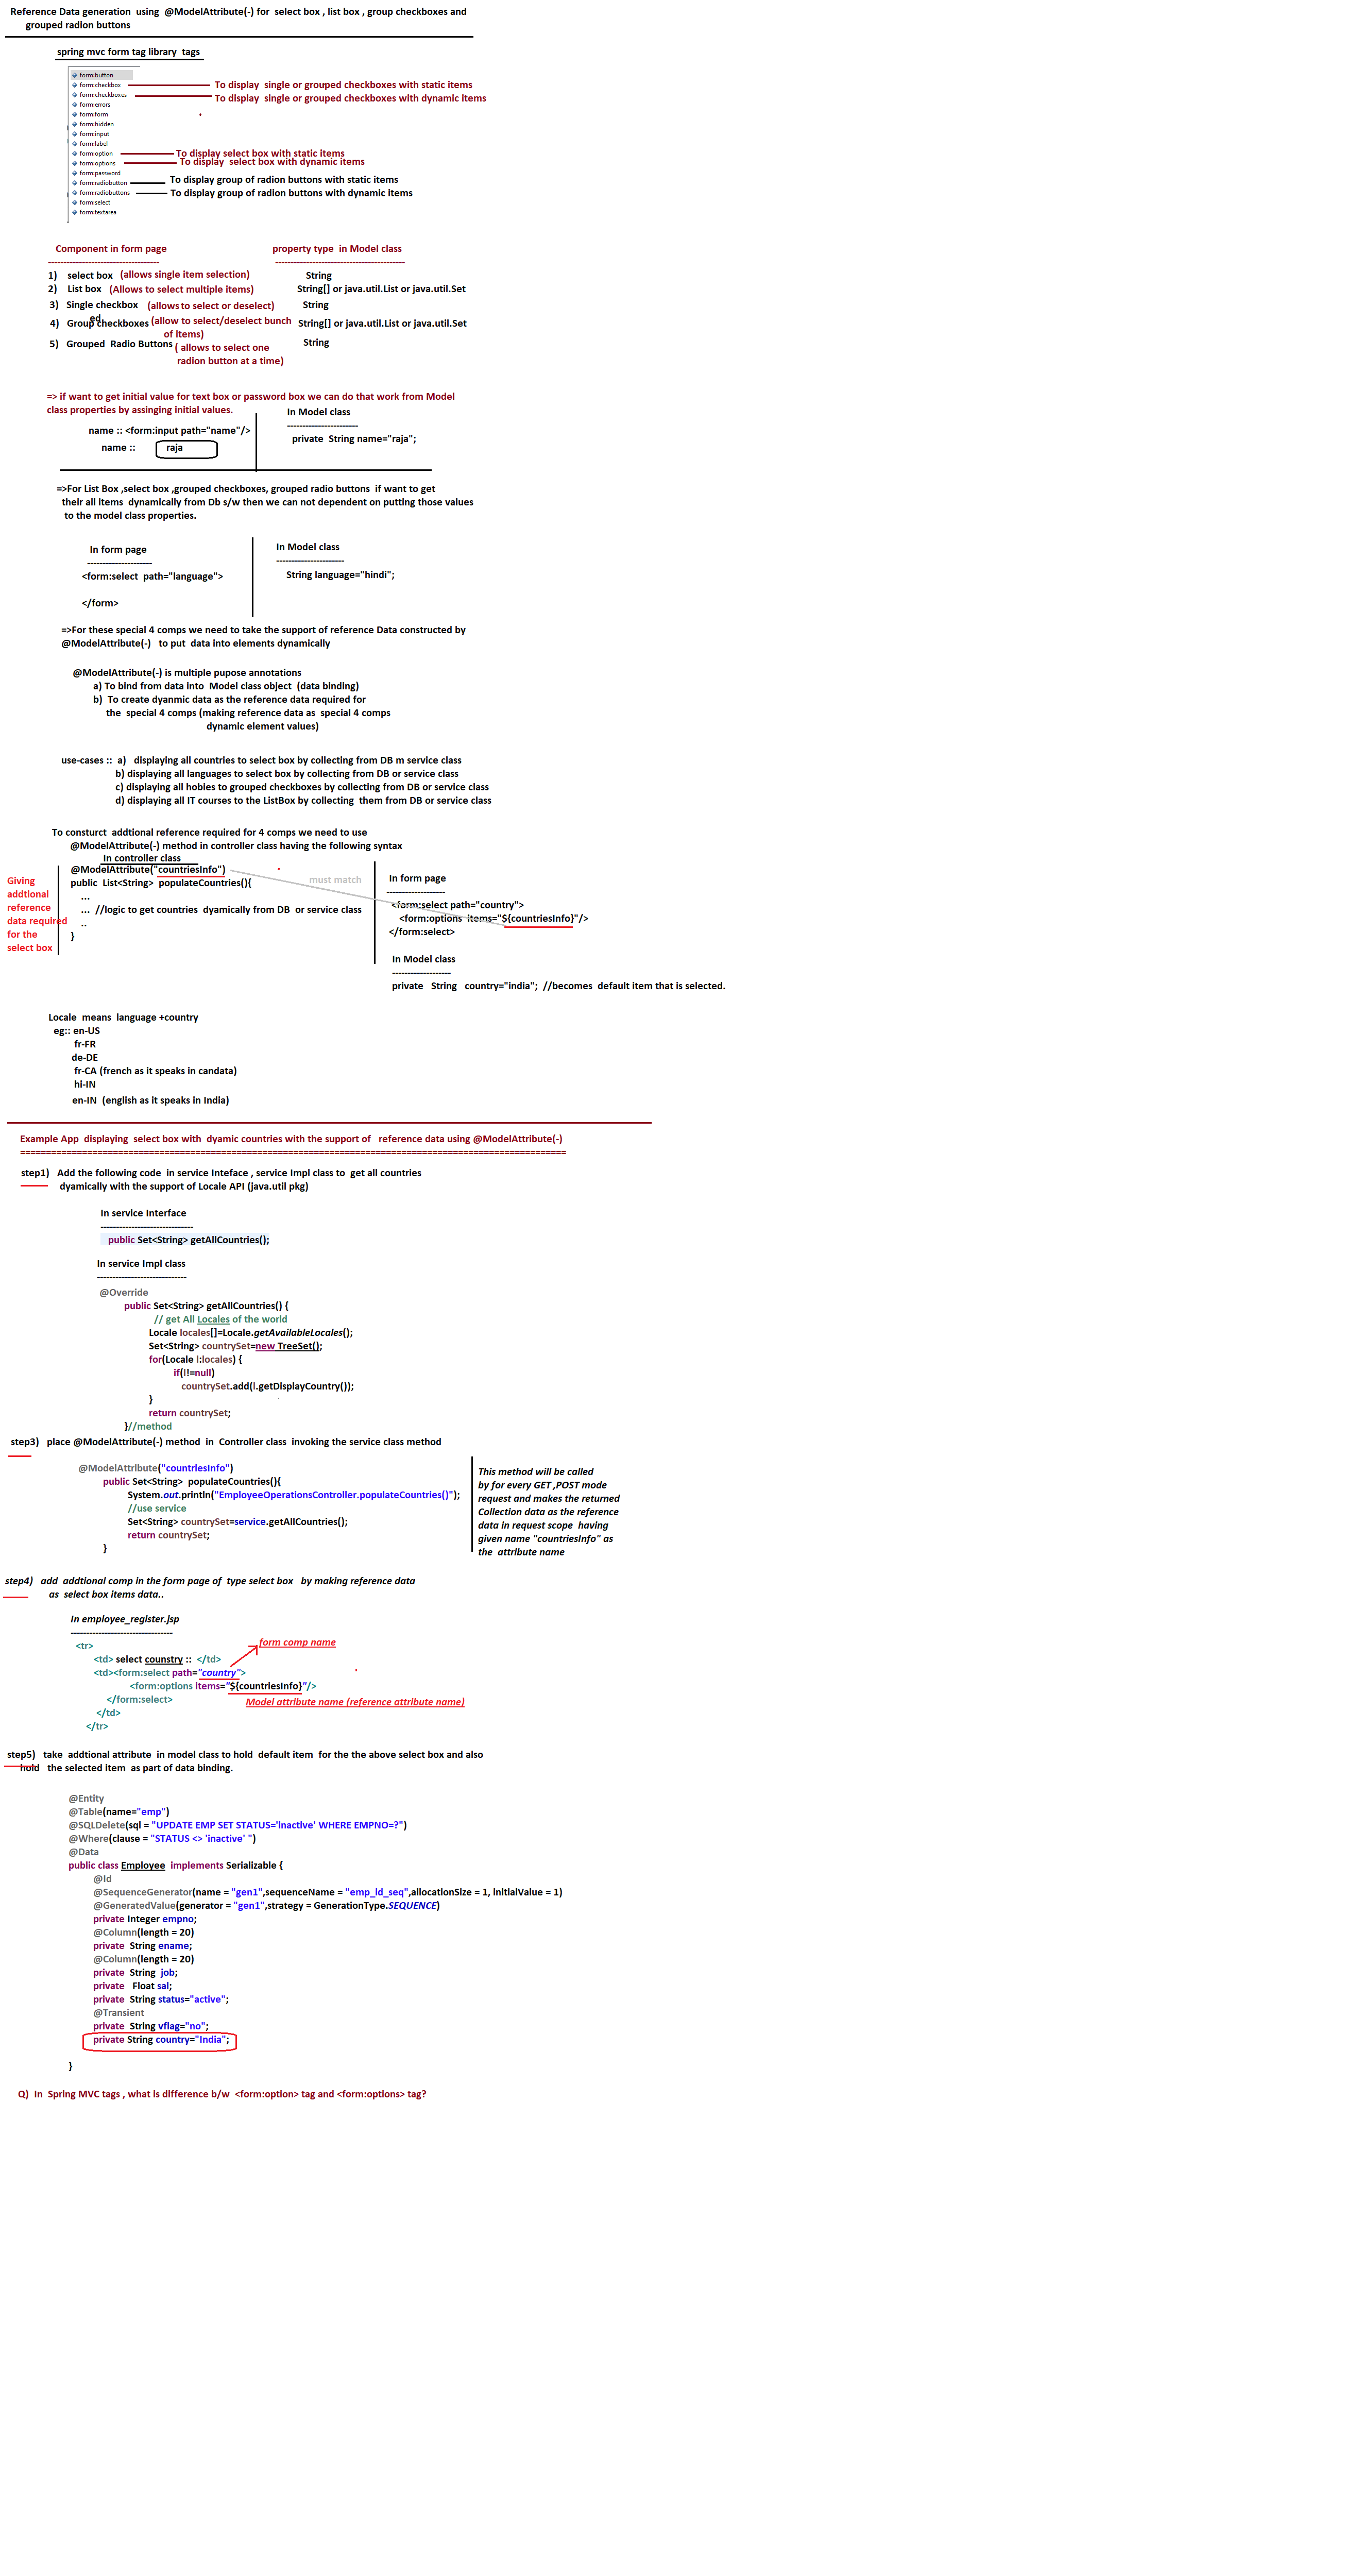 Reference Data generation  using  @ModelAttribute(-) for  select box , list box , group checkboxes and
grouped radion buttons
spring mvc form tag library  tags
form:button
form:checkbox
To display  single or grouped checkboxes with static items
form:checkboxes
To display  single or grouped checkboxes with dynamic items
form:errors
form:form
form:hidden
form:input
form:label
form:option
To display select box with static items
form:options
To display  select box with dynamic items
form:password
form:radiobutton
To display group of radion buttons with static items
form:radiobuttons
To display group of radion buttons with dynamic items
form:select
form:textarea
Component in form page
property type  in Model class
------------------------------------
------------------------------------------
1)   select box   (allows single item selection)
String
2)   List box   (Allows to select multiple items)
String[] or java.util.List or java.util.Set
3)   Single checkbox   (allows to select or deselect)
String
ed
4)   Group checkboxes (allow to select/deselect bunch
of items)
String[] or java.util.List or java.util.Set
5)   Grouped  Radio Buttons ( allows to select one
radion button at a time)
String
=> if want to get initial value for text box or password box we can do that work from Model
class properties by assinging initial values.
In Model class
-----------------------
name :: <form:input path="name"/>
private  String name="raja";
name ::
raja
=>For List Box ,select box ,grouped checkboxes, grouped radio buttons  if want to get
their all items  dynamically from Db s/w then we can not dependent on putting those values
to the model class properties.
In form page
---------------------
<form:select  path="language">
</form>
In Model class
----------------------
String language="hindi";
=>For these special 4 comps we need to take the support of reference Data constructed by
@ModelAttribute(-)   to put  data into elements dynamically
@ModelAttribute(-) is multiple pupose annotations
a) To bind from data into  Model class object  (data binding)
b)  To create dyanmic data as the reference data required for
the  special 4 comps (making reference data as  special 4 comps
dynamic element values)
use-cases ::  a)   displaying all countries to select box by collecting from DB m service class
b) displaying all languages to select box by collecting from DB or service class
c) displaying all hobies to grouped checkboxes by collecting from DB or service class
d) displaying all IT courses to the ListBox by collecting  them from DB or service class
To consturct  addtional reference required for 4 comps we need to use
@ModelAttribute(-) method in controller class having the following syntax
In controller class
@ModelAttribute("countriesInfo")
public  List<String>  populateCountries(){
...
...  //logic to get countries  dyamically from DB  or service class
..
}
Giving
addtional
reference
data required
for the
select box
must match
In form page
-------------------
<form:select path="country">
<form:options  items="${countriesInfo}"/>
</form:select>
In Model class
-------------------
private   String   country="india";  //becomes  default item that is selected.
Locale  means  language +country
eg:: en-US
fr-FR
de-DE
fr-CA (french as it speaks in candata)
hi-IN
en-IN  (english as it speaks in India)
Example App  displaying  select box with  dyamic countries with the support of   reference data using @ModelAttribute(-)
==========================================================================================================
step1)   Add the following code  in service Inteface , service Impl class to  get all countries
dyamically with the support of Locale API (java.util pkg)
In service Interface
------------------------------
public Set<String> getAllCountries();
In service Impl class
-----------------------------
@Override
public Set<String> getAllCountries() {
// get All Locales of the world
Locale locales[]=Locale.getAvailableLocales();
Set<String> countrySet=new TreeSet();
for(Locale l:locales) {
if(l!=null)
countrySet.add(l.getDisplayCountry());
}
return countrySet;
}//method
step3)   place @ModelAttribute(-) method  in  Controller class  invoking the service class method
@ModelAttribute("countriesInfo")
public  Set<String>  populateCountries(){
System.out.println("EmployeeOperationsController.populateCountries()");
//use service
Set<String> countrySet=service.getAllCountries();
return countrySet;
}
This method will be called
by for every GET ,POST mode
request and makes the returned
Collection data as the reference
data in request scope  having
given name "countriesInfo" as
the  attribute name
step4)   add  addtional comp in the form page of  type select box   by making reference data
as  select box items data..
In employee_register.jsp
---------------------------------
form comp name
<tr>
<td> select counstry ::  </td>
<td><form:select path="country">
<form:options items="${countriesInfo}"/>
</form:select>
Model attribute name (reference attribute name)
</td>
</tr>
step5)   take  addtional attribute  in model class to hold  default item  for the the above select box and also
hold   the selected item  as part of data binding.
@Entity
@Table(name="emp")
@SQLDelete(sql = "UPDATE EMP SET STATUS='inactive' WHERE EMPNO=?")
@Where(clause = "STATUS <> 'inactive' ")
@Data
public class Employee  implements Serializable {
@Id
@SequenceGenerator(name = "gen1",sequenceName = "emp_id_seq",allocationSize = 1, initialValue = 1)
@GeneratedValue(generator = "gen1",strategy = GenerationType.SEQUENCE)
private Integer empno;
@Column(length = 20)
private  String ename;
@Column(length = 20)
private  String  job;
private   Float sal;
private  String status="active";
@Transient
private  String vflag="no";
private String country="India";
}
Q)  In  Spring MVC tags , what is difference b/w  <form:option> tag and <form:options> tag?